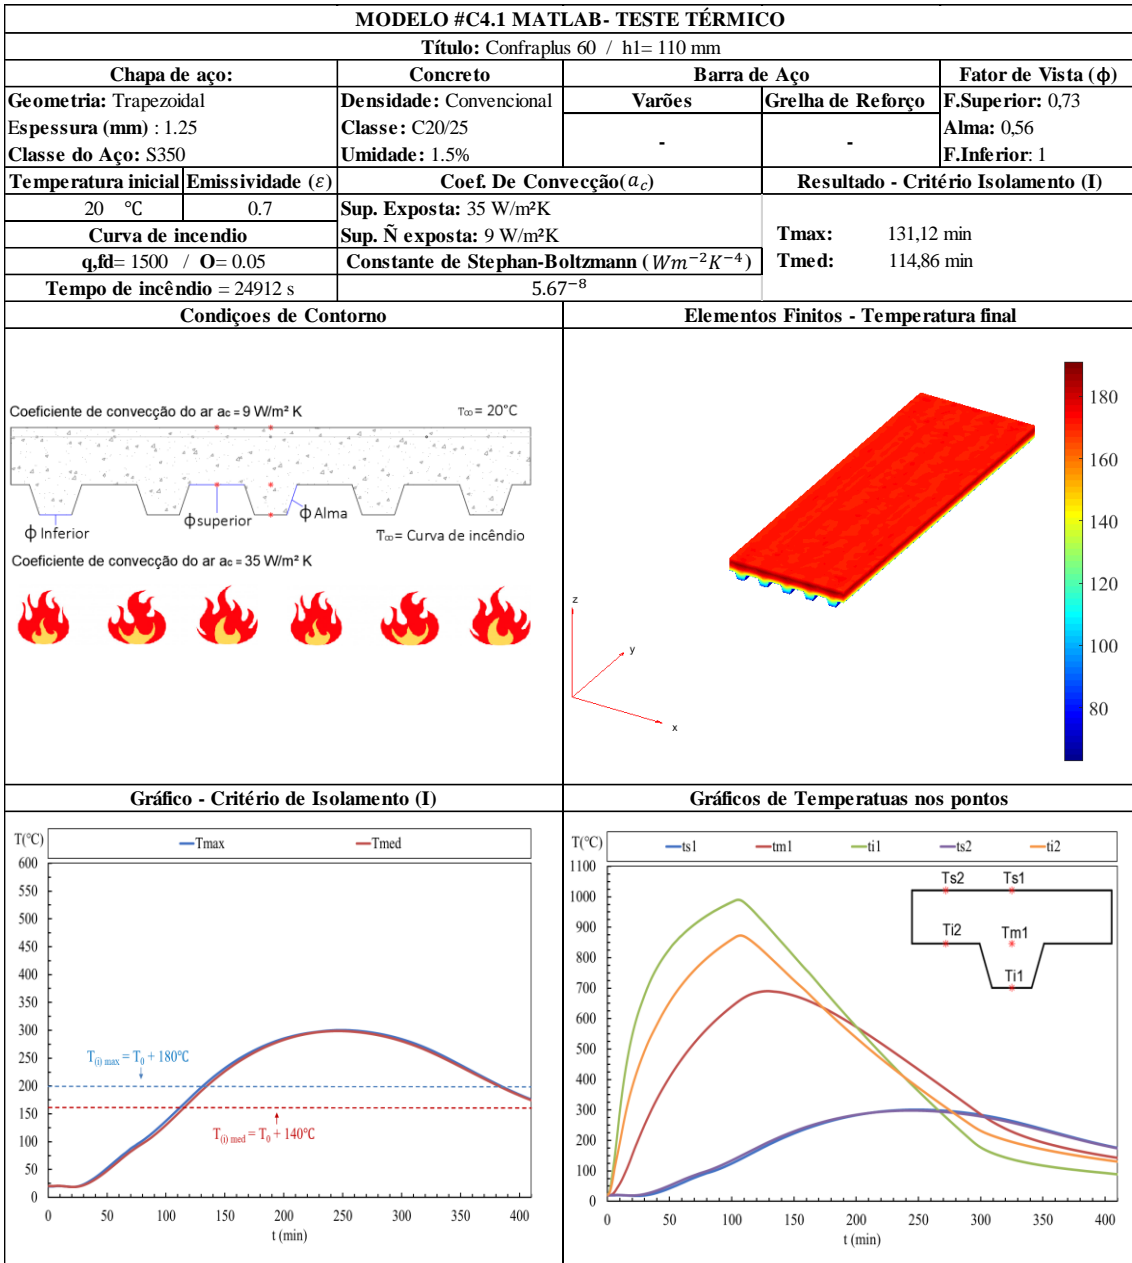 MODELO #C4.1 MATLAB- TESTE TÉRMICO
Título: Confraplus 60 / h1= 110 mm
Chapa de aço:
Concreto
Barra de Aço
Fator de Vista (ϕ)
Geometria: Trapezoidal
Densidade: Convencional
Varões
Grelha de Reforço
F.Superior: 0,73
Espessura (mm) : 1.25
Classe: C20/25
-
-
Alma: 0,56
Classe do Aço: S350
Umidade: 1.5%
F.Inferior: 1
Temperatura inicial
Emissividade (ε)
Coef. De Convecção(a_c)
Resultado - Critério Isolamento (I)
20 °C
0.7
Sup. Exposta: 35 W/m²K
Curva de incendio
Sup. Ñ exposta: 9 W/m²K
Tmax: 131,12 min
q,fd= 1500 / O= 0.05
Constante de Stephan-Boltzmann (Wm⁻²K⁻⁴)
Tmed: 114,86 min
Tempo de incêndio = 24912 s
5.67⁻⁸
Condiçoes de Contorno
Elementos Finitos - Temperatura final
Coeficiente de convecção do ar ac = 9 W/m² K
T∞ = 20°C
ϕ Inferior
ϕsuperior
ϕ Alma
T∞= Curva de incêndio
Coeficiente de convecção do ar ac = 35 W/m² K
z
y
x
180
160
140
120
100
80
Gráfico - Critério de Isolamento (I)
Gráficos de Temperatuas nos pontos
T(°C)
Tmax
Tmed
600
550
500
450
400
350
300
250
200
150
100
50
0
T(i) max = T0 + 180°C
T(i) med = T0 + 140°C
0 50 100 150 200 250 300 350 400
t (min)
T(°C)
ts1
tm1
ti1
ts2
ti2
1100
1000
900
800
700
600
500
400
300
200
100
0
Ts2
Ts1
Ti2
Tm1
Ti1
0 50 100 150 200 250 300 350 400
t (min)